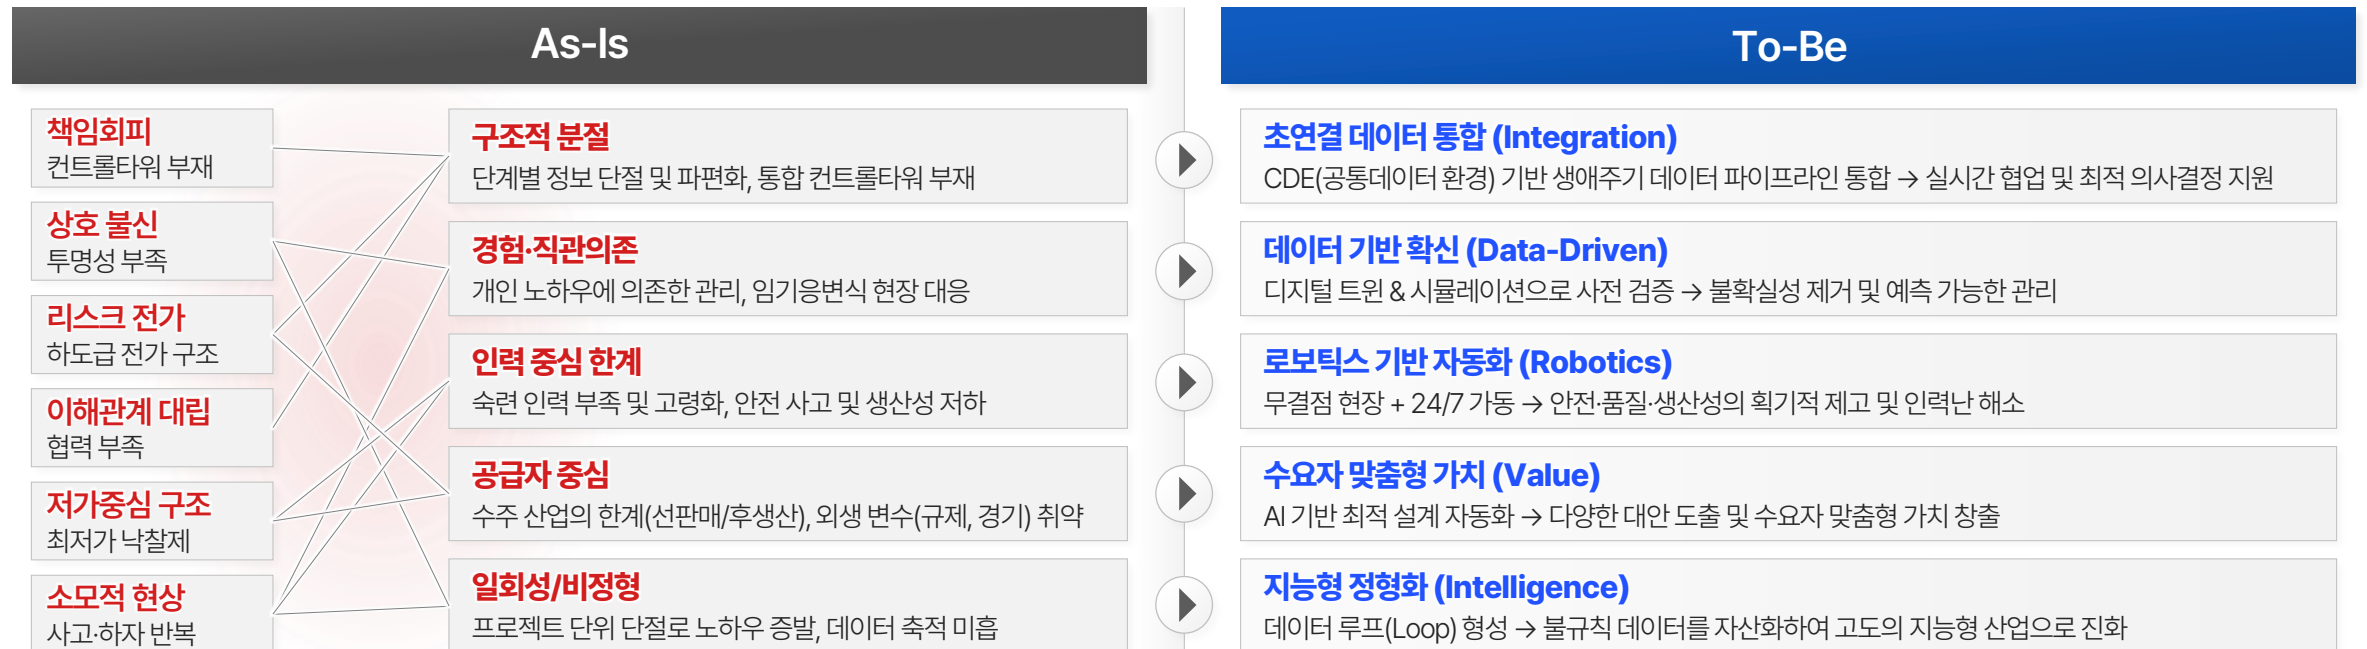 As-Is
책임회피
컨트롤타워 부재
상호 불신
투명성 부족
리스크 전가
하도급 전가 구조
이해관계 대립
협력 부족
저가중심 구조
최저가 낙찰제
소모적 현상
사고·하자 반복
구조적 분절
단계별 정보 단절 및 파편화, 통합 컨트롤타워 부재
경험·직관의존
개인 노하우에 의존한 관리, 임기응변식 현장 대응
인력 중심 한계
숙련 인력 부족 및 고령화, 안전 사고 및 생산성 저하
공급자 중심
수주 산업의 한계(선판매/후생산), 외생 변수(규제, 경기) 취약
일회성/비정형
프로젝트 단위 단절로 노하우 증발, 데이터 축적 미흡
To-Be
초연결 데이터 통합 (Integration)
CDE(공통데이터 환경) 기반 생애주기 데이터 파이프라인 통합 → 실시간 협업 및 최적 의사결정 지원
데이터 기반 확신 (Data-Driven)
디지털 트윈 & 시뮬레이션으로 사전 검증 → 불확실성 제거 및 예측 가능한 관리
로보틱스 기반 자동화 (Robotics)
무결점 현장 + 24/7 가동 → 안전·품질·생산성의 획기적 제고 및 인력난 해소
수요자 맞춤형 가치 (Value)
AI 기반 최적 설계 자동화 → 다양한 대안 도출 및 수요자 맞춤형 가치 창출
지능형 정형화 (Intelligence)
데이터 루프(Loop) 형성 → 불규칙 데이터를 자산화하여 고도의 지능형 산업으로 진화